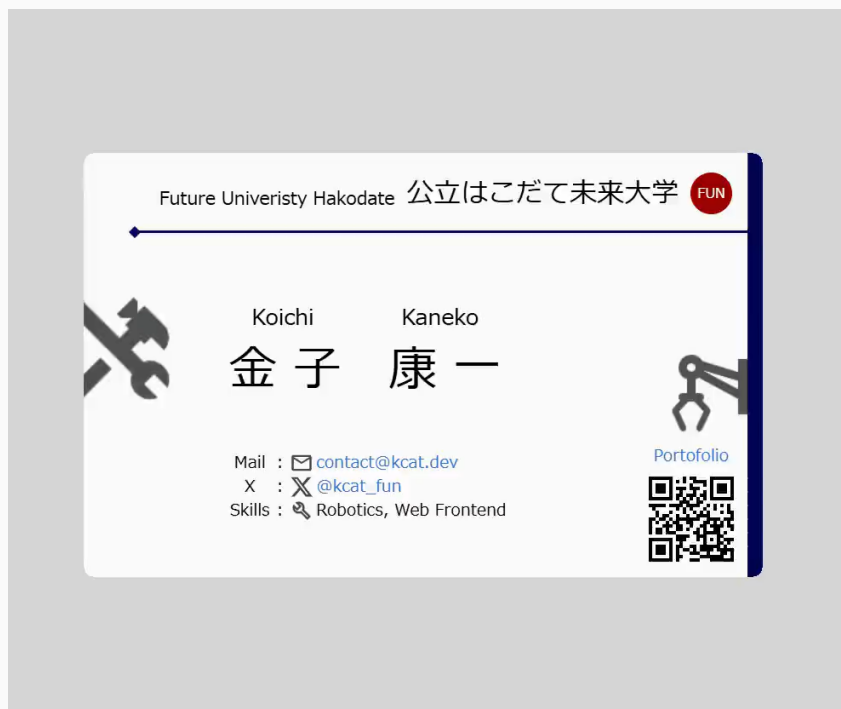 Future Univeristy Hakodate 公立はこだて未来大学 FUN
Koichi Kaneko
金子 康一
Mail : contact@kcat.dev
X : @kcat_fun
Skills : Robotics, Web Frontend
Portofolio